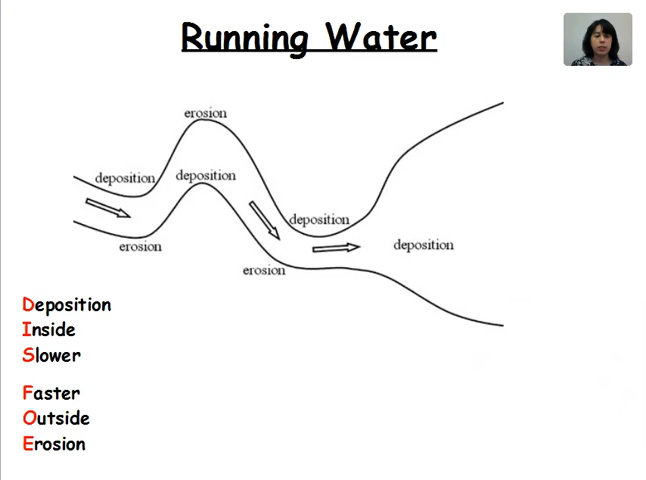 Running Water
erosion
deposition
deposition
deposition
deposition
erosion
erosion
Deposition
Inside
Slower
Faster
Outside
Erosion